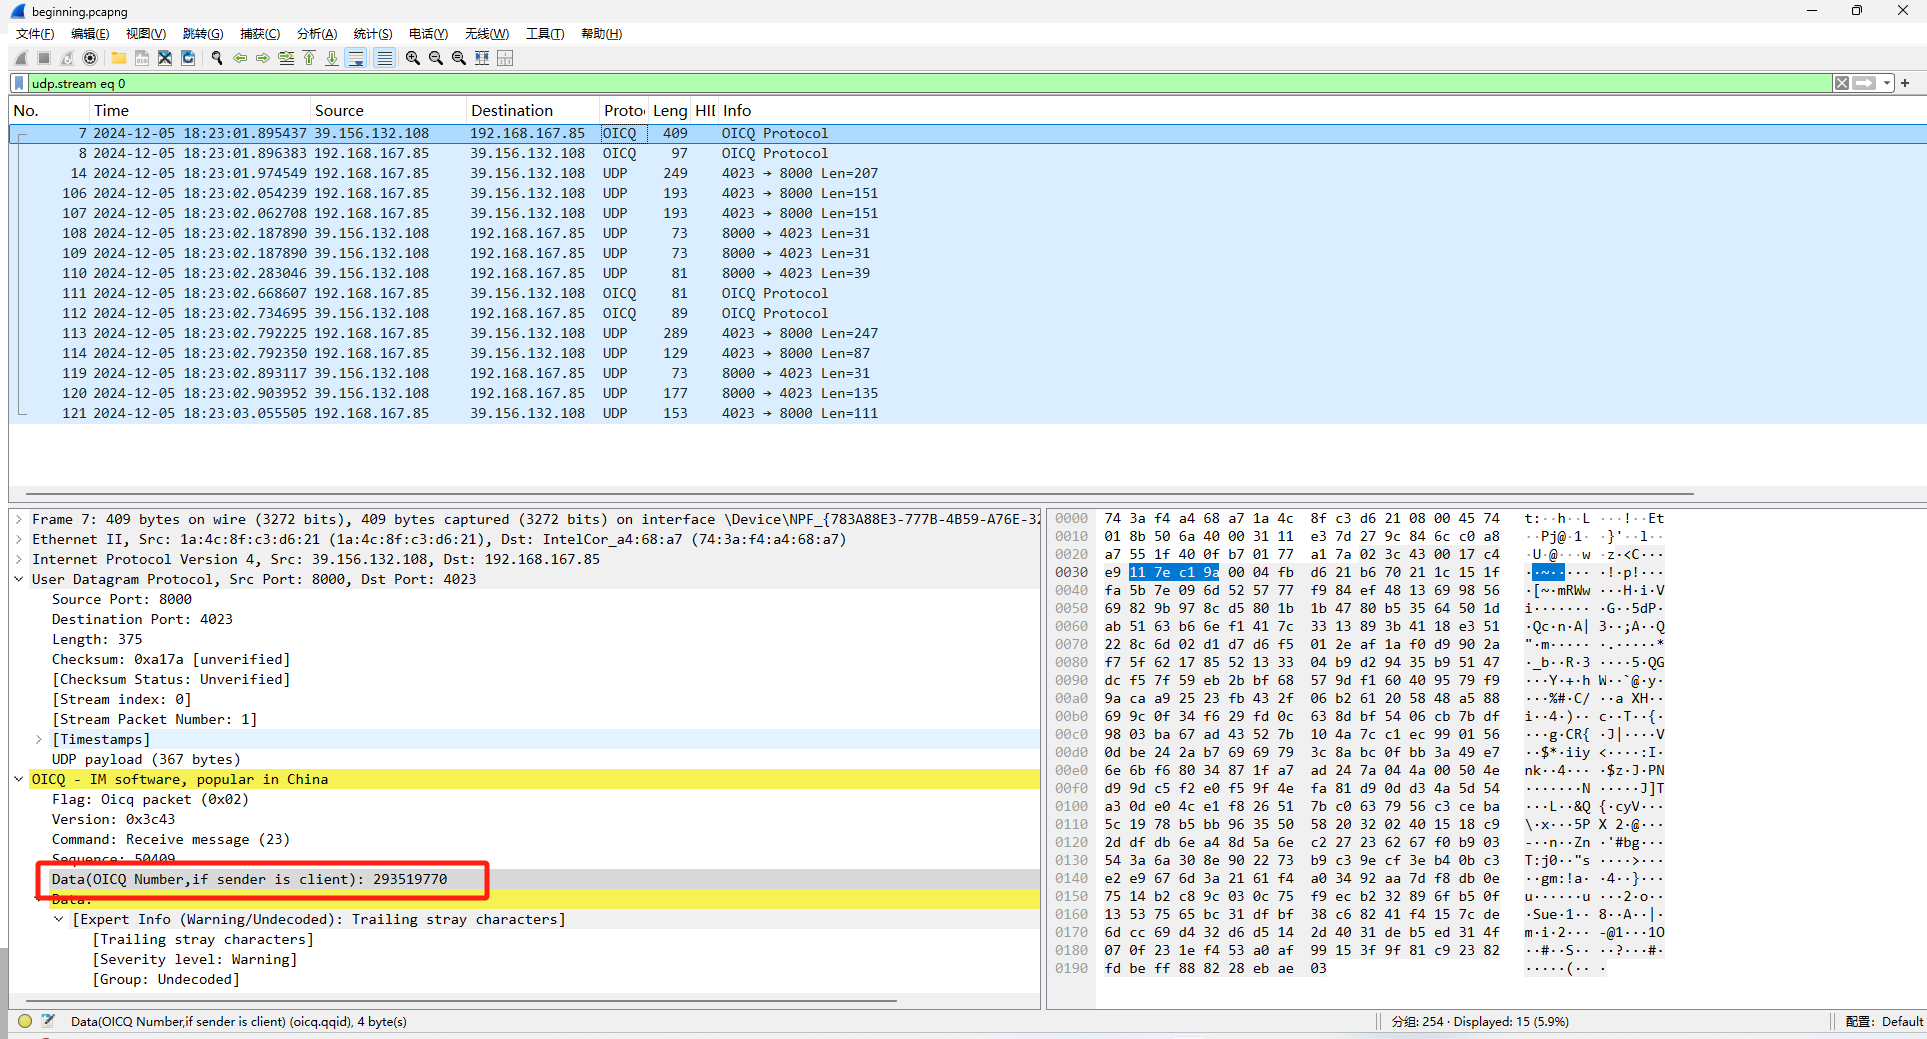 beginning.pcapng
文件(F) 编辑(E) 视图(V) 跳转(G) 捕获(C) 分析(A) 统计(S) 电话(Y) 无线(W) 工具(T) 帮助(H)
udp.stream eq 0
No. Time Source Destination Proto Leng HII Info
7 2024-12-05 18:23:01.895437 39.156.132.108 192.168.167.85 OICQ 409 OICQ Protocol
8 2024-12-05 18:23:01.896383 192.168.167.85 39.156.132.108 OICQ 97 OICQ Protocol
14 2024-12-05 18:23:01.974549 192.168.167.85 39.156.132.108 UDP 249 4023 → 8000 Len=207
106 2024-12-05 18:23:02.054239 192.168.167.85 39.156.132.108 UDP 193 4023 → 8000 Len=151
107 2024-12-05 18:23:02.062708 192.168.167.85 39.156.132.108 UDP 193 4023 → 8000 Len=151
108 2024-12-05 18:23:02.187890 39.156.132.108 192.168.167.85 UDP 73 8000 → 4023 Len=31
109 2024-12-05 18:23:02.187890 39.156.132.108 192.168.167.85 UDP 73 8000 → 4023 Len=31
110 2024-12-05 18:23:02.283046 39.156.132.108 192.168.167.85 UDP 81 8000 → 4023 Len=39
111 2024-12-05 18:23:02.668607 192.168.167.85 39.156.132.108 OICQ 81 OICQ Protocol
112 2024-12-05 18:23:02.734695 39.156.132.108 192.168.167.85 OICQ 89 OICQ Protocol
113 2024-12-05 18:23:02.792225 192.168.167.85 39.156.132.108 UDP 289 4023 → 8000 Len=247
114 2024-12-05 18:23:02.792350 192.168.167.85 39.156.132.108 UDP 129 4023 → 8000 Len=87
119 2024-12-05 18:23:02.893117 39.156.132.108 192.168.167.85 UDP 73 8000 → 4023 Len=31
120 2024-12-05 18:23:02.903952 39.156.132.108 192.168.167.85 UDP 177 8000 → 4023 Len=135
121 2024-12-05 18:23:03.055505 192.168.167.85 39.156.132.108 UDP 153 4023 → 8000 Len=111
Frame 7: 409 bytes on wire (3272 bits), 409 bytes captured (3272 bits) on interface \Device\NPF_{783A88E3-777B-4B59-A76E-32
Ethernet II, Src: 1a:4c:8f:c3:d6:21 (1a:4c:8f:c3:d6:21), Dst: IntelCor_a4:68:a7 (74:3a:f4:a4:68:a7)
Internet Protocol Version 4, Src: 39.156.132.108, Dst: 192.168.167.85
User Datagram Protocol, Src Port: 8000, Dst Port: 4023
Source Port: 8000
Destination Port: 4023
Length: 375
Checksum: 0xa17a [unverified]
[Checksum Status: Unverified]
[Stream index: 0]
[Stream Packet Number: 1]
[Timestamps]
UDP payload (367 bytes)
OICQ - IM software, popular in China
Flag: Oicq packet (0x02)
Version: 0x3c43
Command: Receive message (23)
Sequence: 50409
Data(OICQ Number,if sender is client): 293519770
Data:
[Expert Info (Warning/Undecoded): Trailing stray characters]
[Trailing stray characters]
[Severity level: Warning]
[Group: Undecoded]
0000 74 3a f4 a4 68 a7 1a 4c 8f c3 d6 21 08 00 45 74 t:··h··L ···!··Et
0010 01 8b 50 6a 40 00 31 11 e3 7d 27 9c 84 6c c0 a8 ··Pj@·1· ·}'··l··
0020 a7 55 1f 40 0f b7 01 77 a1 7a 02 3c 43 00 17 c4 ·U·@···w ·z·<C···
0030 e9 11 7e c1 9a 00 04 fb d6 21 b6 70 21 1c 15 1f ··~····· ·!·p!···
0040 fa 5b 7e 09 6d 52 57 77 f9 84 ef 48 13 69 98 56 ·[~·mRWw ···H·i·V
0050 69 82 9b 97 8c d5 80 1b 1b 47 80 b5 35 64 50 1d i······· ·G··5dP·
0060 ab 51 63 b6 6e f1 41 7c 33 13 89 3b 41 18 e3 51 ·Qc·n·A| 3··;A··Q
0070 22 8c 6d 02 d1 d7 d6 f5 01 2e af 1a f0 d9 90 2a "·m····· ·.·····*
0080 f7 5f 62 17 85 52 13 33 04 b9 d2 94 35 b9 51 47 ·_b··R·3 ····5·QG
0090 dc f5 7f 59 eb 2b bf 68 57 9d f1 60 40 95 79 f9 ···Y·+·h W··`@·y·
00a0 9a ca a9 25 23 fb 43 2f 06 b2 61 20 58 48 a5 88 ···%#·C/ ··a XH··
00b0 69 9c 0f 34 f6 29 fd 0c 63 8d bf 54 06 cb 7b df i··4·)·· c··T··{·
00c0 98 03 ba 67 ad 43 52 7b 10 4a 7c c1 ec 99 01 56 ···g·CR{ ·J|····V
00d0 0d be 24 2a b7 69 69 79 3c 8a bc 0f bb 3a 49 e7 ··$*·iiy <····:I·
00e0 6e 6b f6 80 34 87 1f a7 ad 24 7a 04 4a 00 50 4e nk··4··· ·$z·J·PN
00f0 d9 9d c5 f2 e0 f5 9f 4e fa 81 d9 0d d3 4a 5d 54 ·······N ·····J]T
0100 a3 0d e0 4c e1 f8 26 51 7b c0 63 79 56 c3 ce ba ···L··&Q {·cyV···
0110 5c 19 78 b5 bb 96 35 50 58 20 32 02 40 15 18 c9 \·x···5P X 2·@···
0120 2d df db 6e a4 8d 5a 6e c2 27 23 62 67 f0 b9 03 -··n··Zn ·'#bg···
0130 54 3a 6a 30 8e 90 22 73 b9 c3 9e cf 3e b4 0b c3 T:j0··"s ····>···
0140 e2 e9 67 6d 3a 21 61 f4 a0 34 92 aa 7d f8 db 0e ··gm:!a· ·4··}···
0150 75 14 b2 c8 9c 03 0c 75 f9 ec b2 32 89 6f b5 0f u······u ···2·o··
0160 13 53 75 65 bc 31 df bf 38 c6 82 41 f4 15 7c de ·Sue·1·· 8··A··|·
0170 6d cc 69 d4 32 d6 d5 14 2d 40 31 de b5 ed 31 4f m·i·2··· -@1···1O
0180 07 0f 23 1e f4 53 a0 af 99 15 3f 9f 81 c9 23 82 ··#··S·· ··?···#·
0190 fd be ff 88 82 28 eb ae 03 ·····(·· ·
Data(OICQ Number,if sender is client) (oicq.qqid), 4 byte(s) 分组: 254 · Displayed: 15 (5.9%) 配置: Default